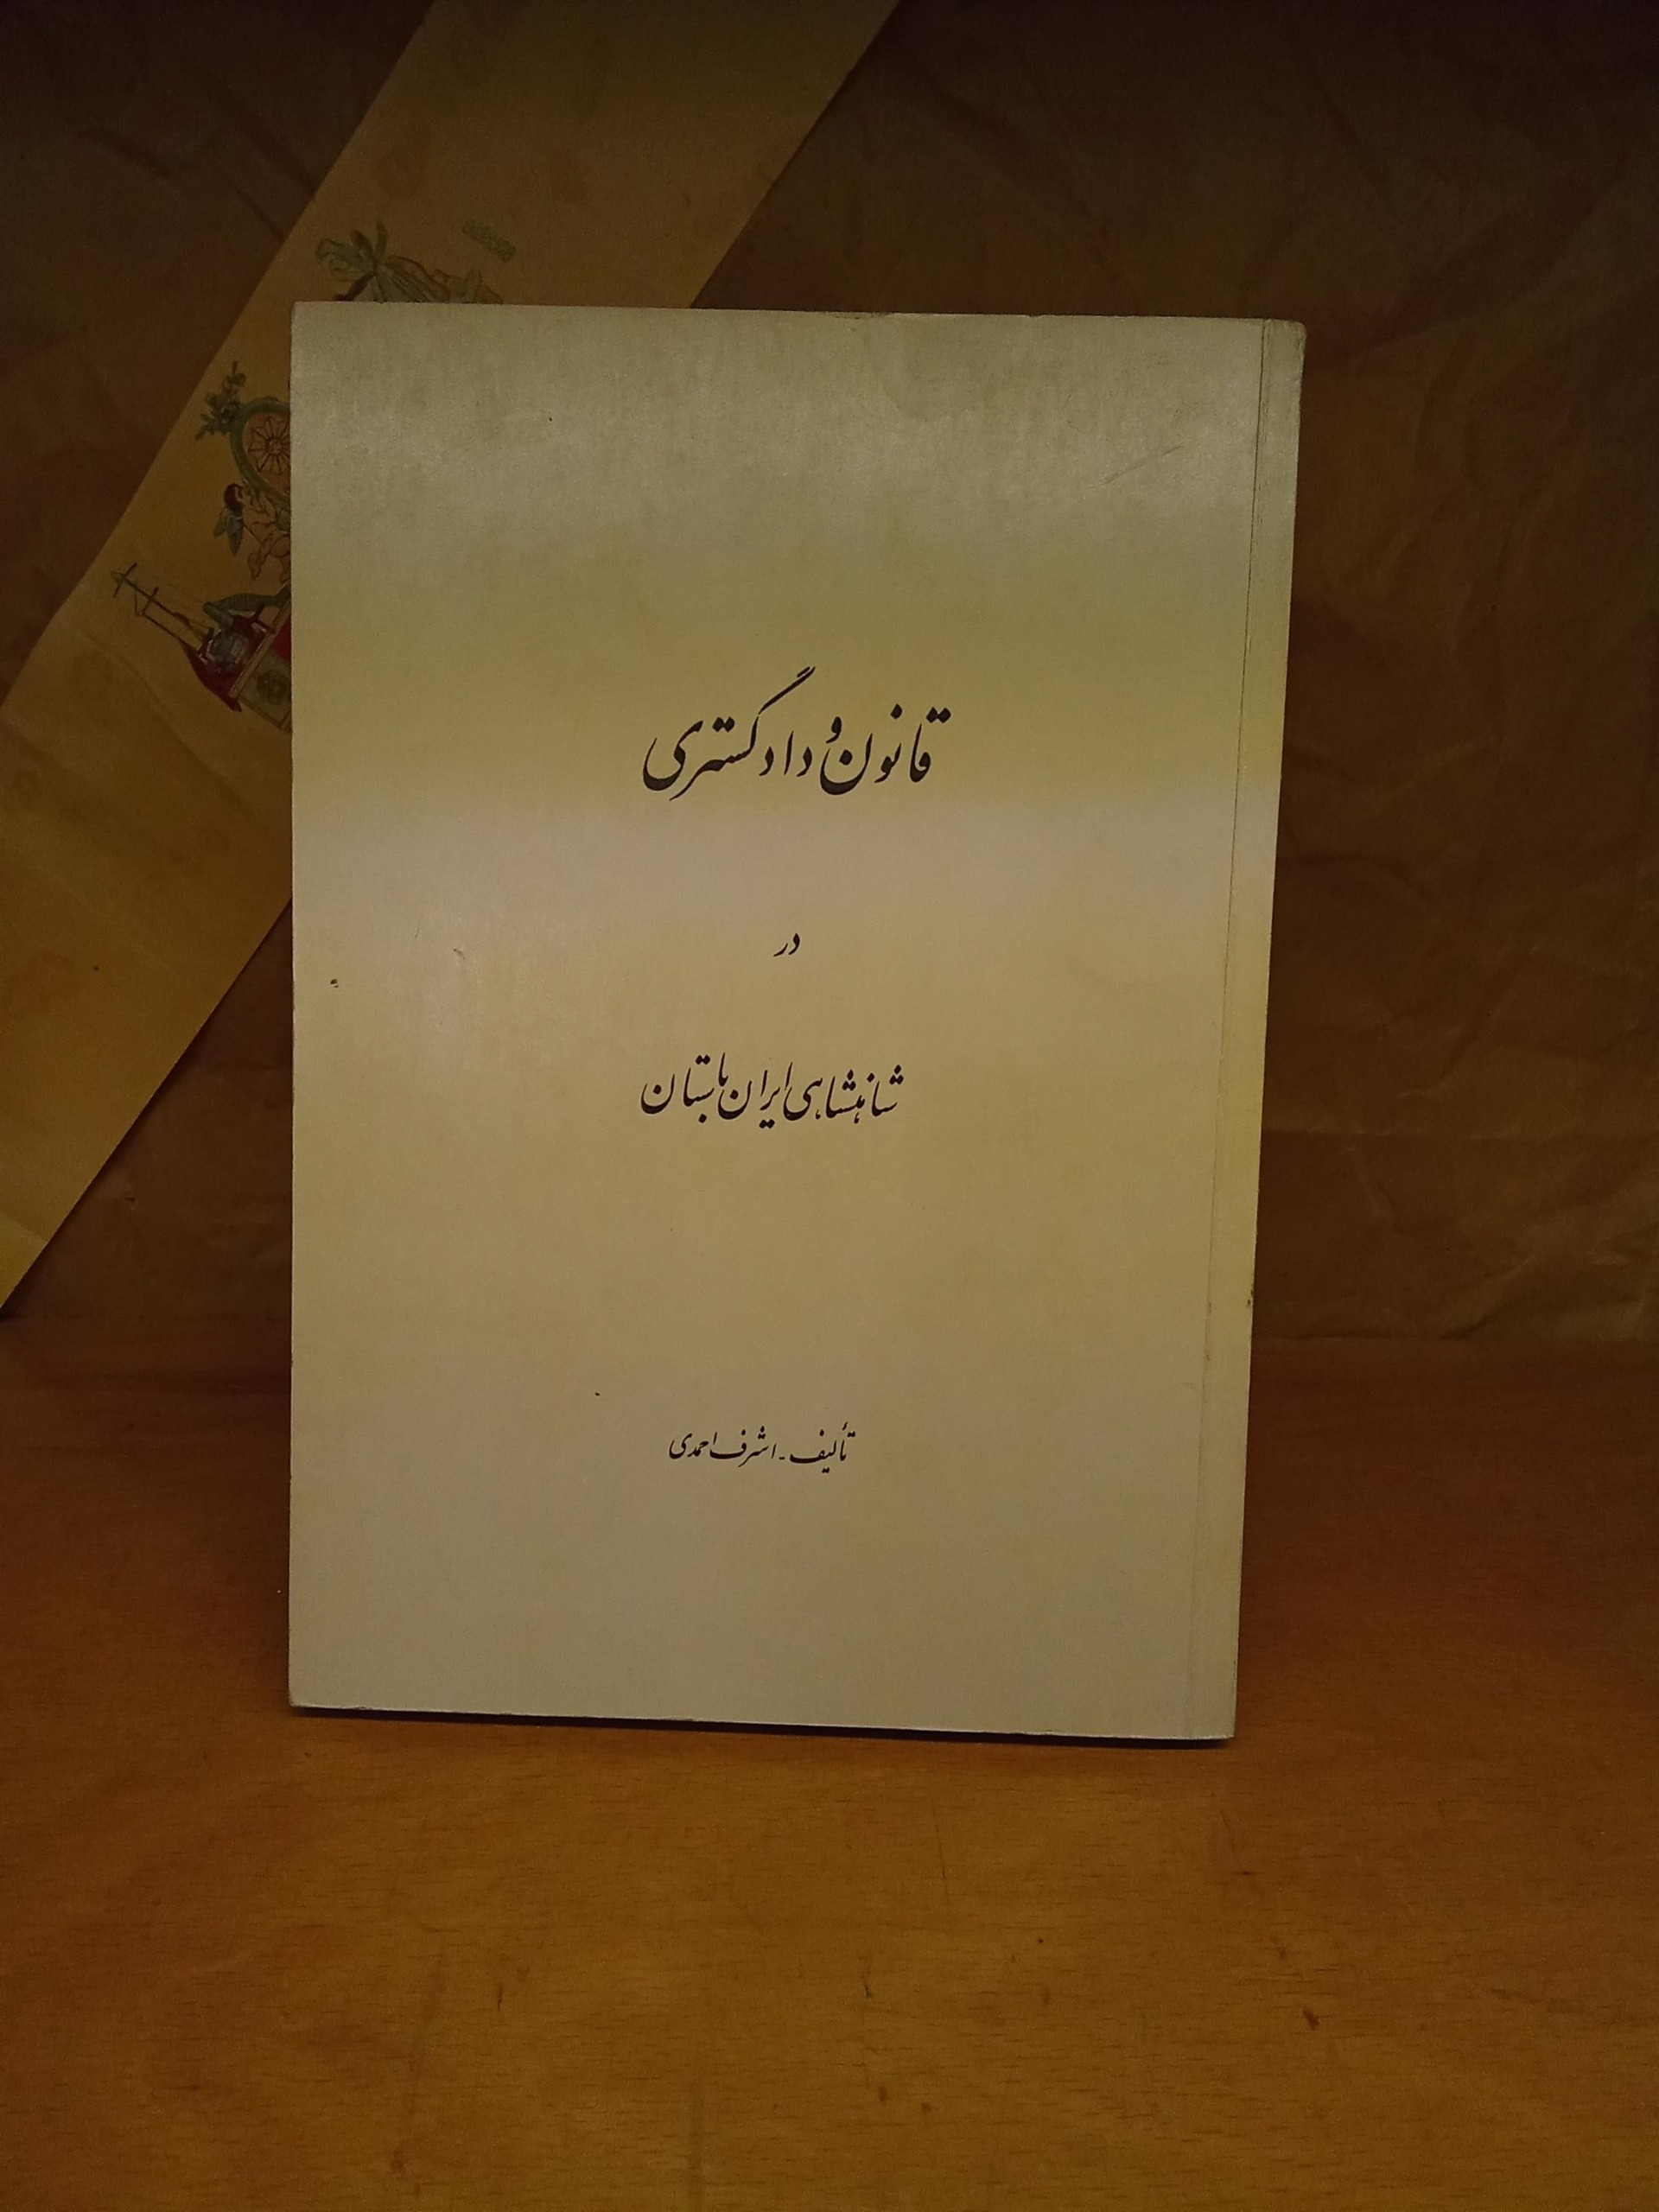 قانون و دادگستری
در
شاهنشاهی ایران باستان
تألیف - اشرف احمدی